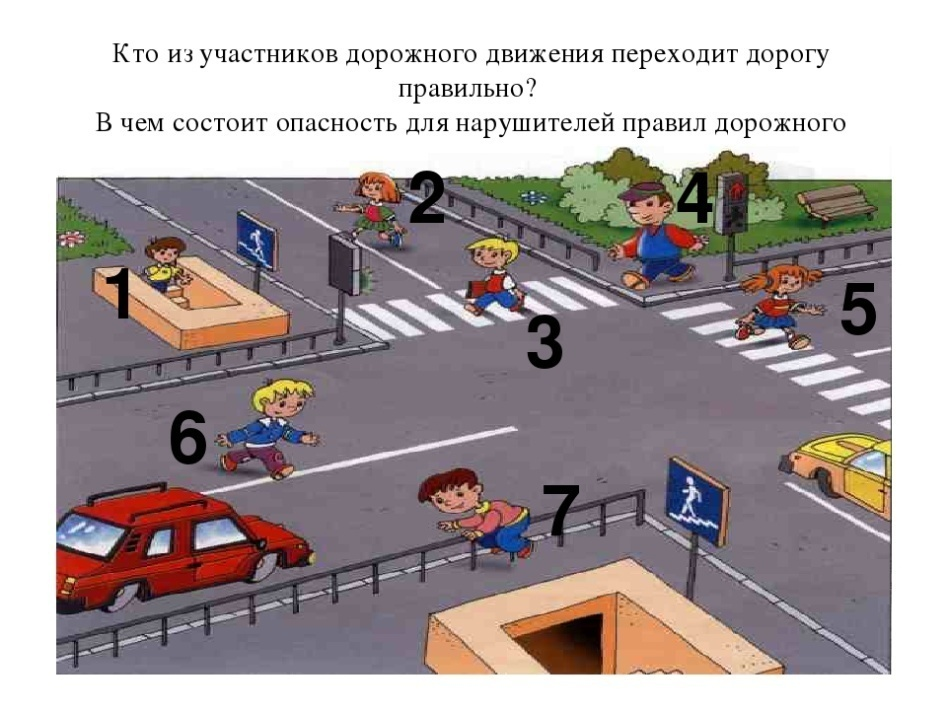 Кто из участников дорожного движения переходит дорогу
правильно?
В чем состоит опасность для нарушителей правил дорожного
2
4
1
5
3
6
7